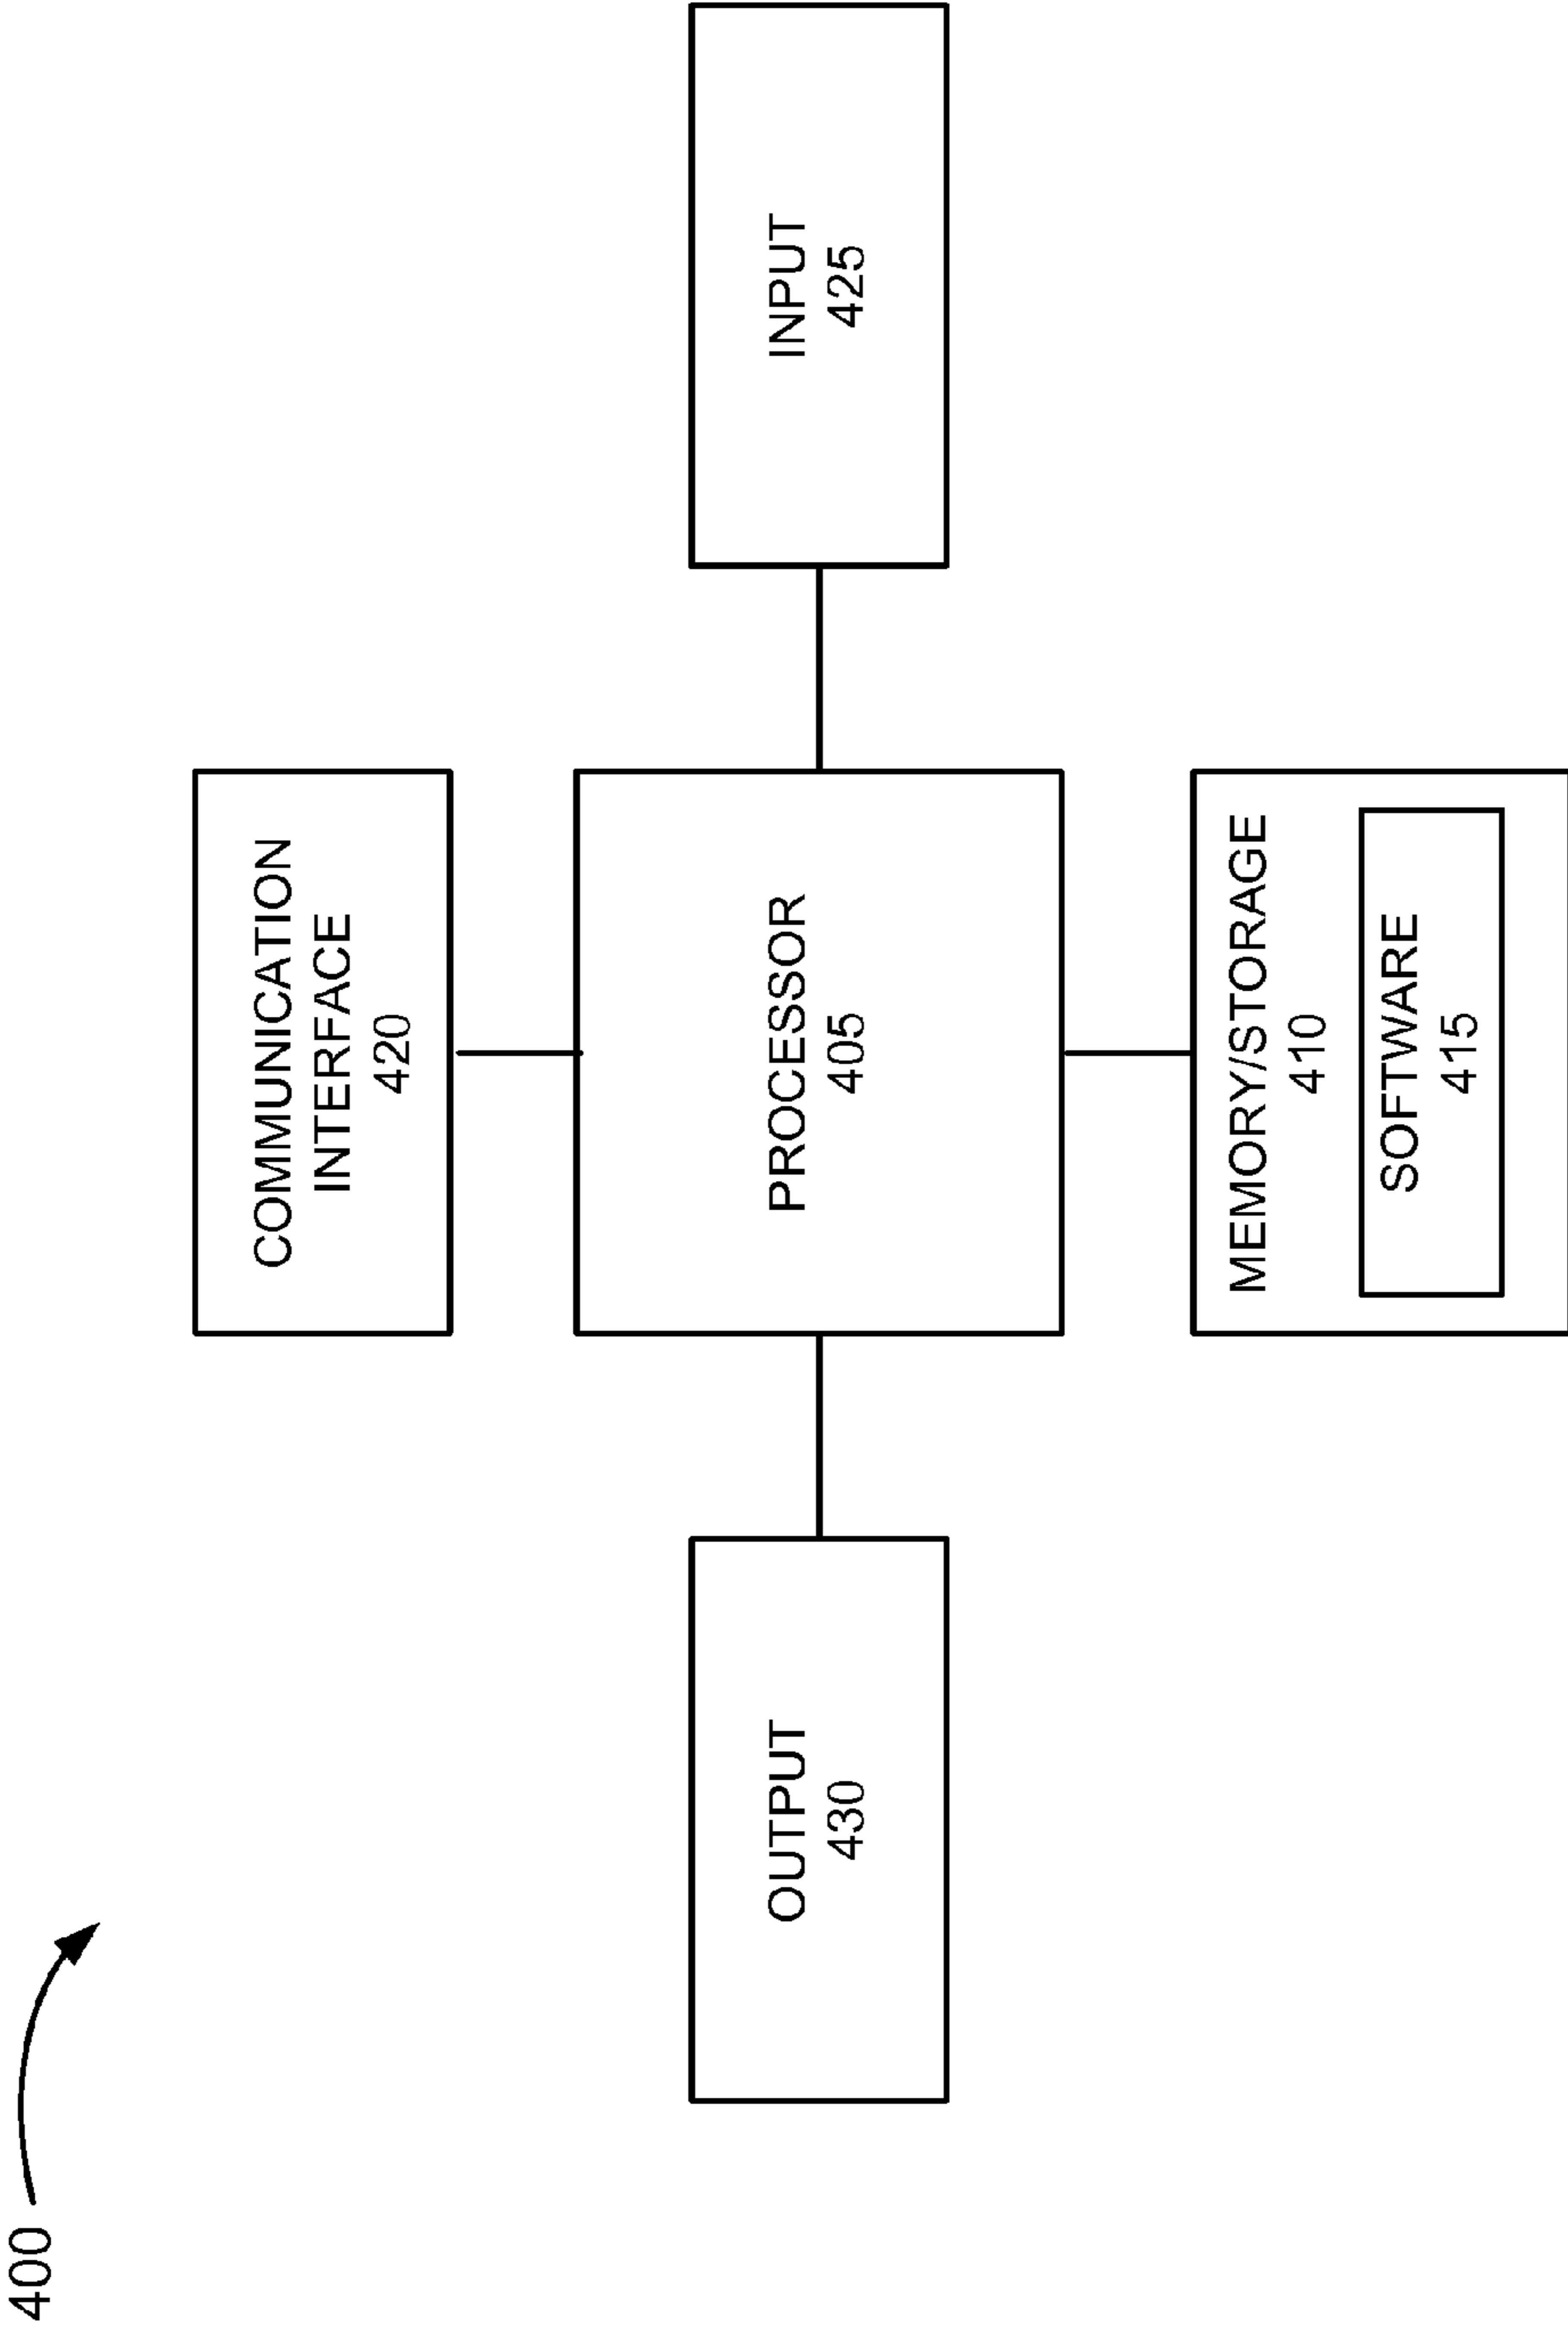 400
COMMUNICATION
INTERFACE
420
OUTPUT
430
PROCESSOR
405
INPUT
425
MEMORY/STORAGE
410
SOFTWARE
415